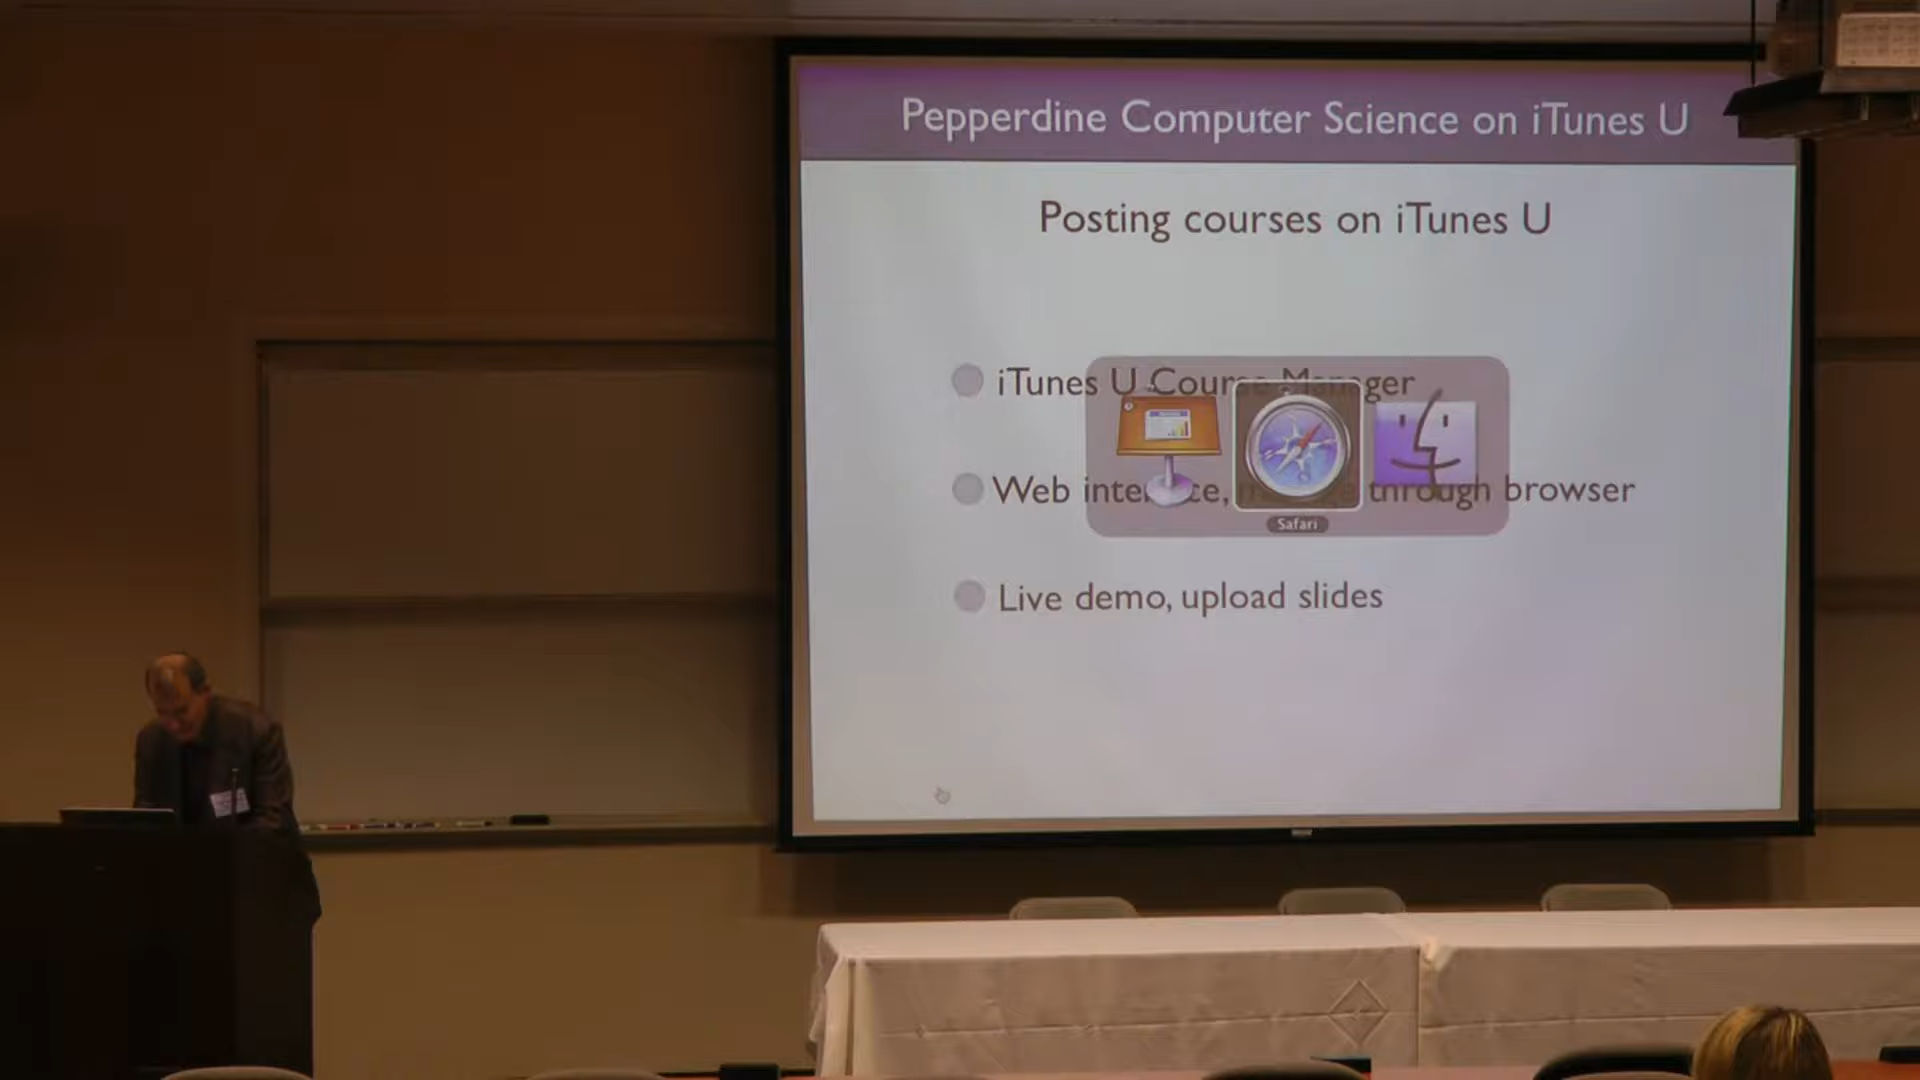 Pepperdine Computer Science on iTunes U
Posting courses on iTunes U
iTunes U Course Manager
Web interface, through browser
Safari
Live demo, upload slides